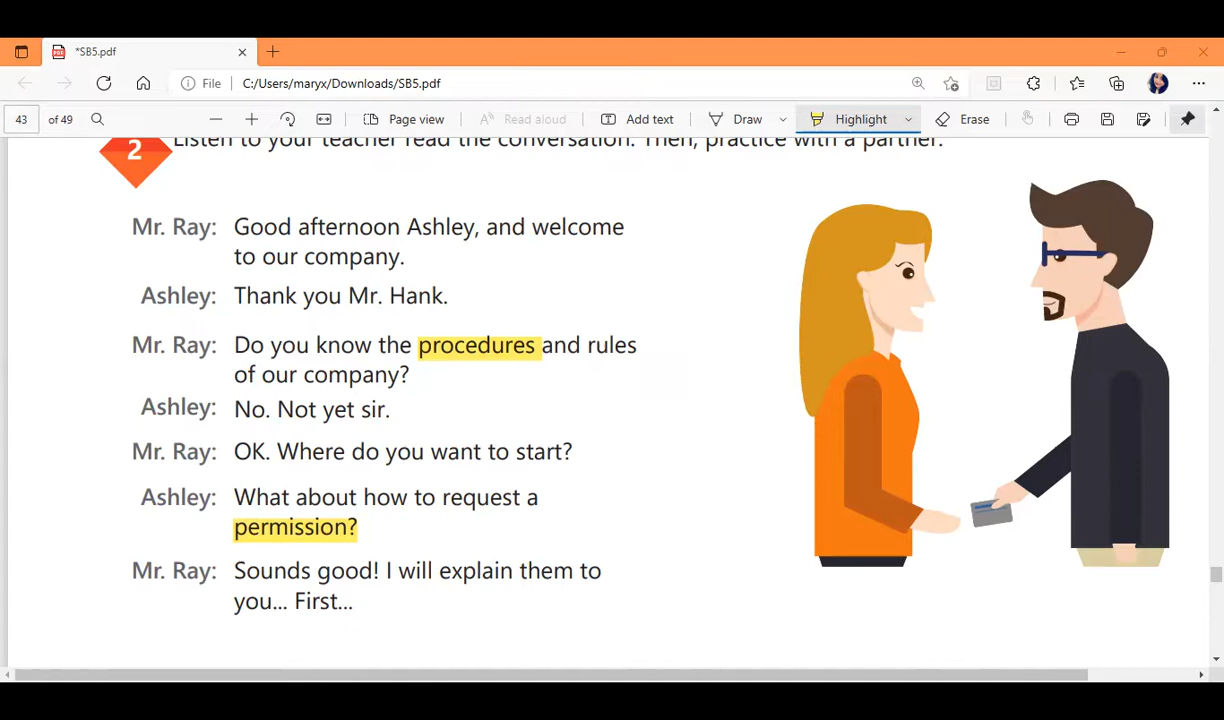 *SB5.pdf
File C:/Users/maryx/Downloads/SB5.pdf
43 of 49 Page view Read aloud Add text Draw Highlight Erase
2 Listen to your teacher read the conversation. Then, practice with a partner.
Mr. Ray: Good afternoon Ashley, and welcome
to our company.
Ashley: Thank you Mr. Hank.
Mr. Ray: Do you know the procedures and rules
of our company?
Ashley: No. Not yet sir.
Mr. Ray: OK. Where do you want to start?
Ashley: What about how to request a
permission?
Mr. Ray: Sounds good! I will explain them to
you... First...